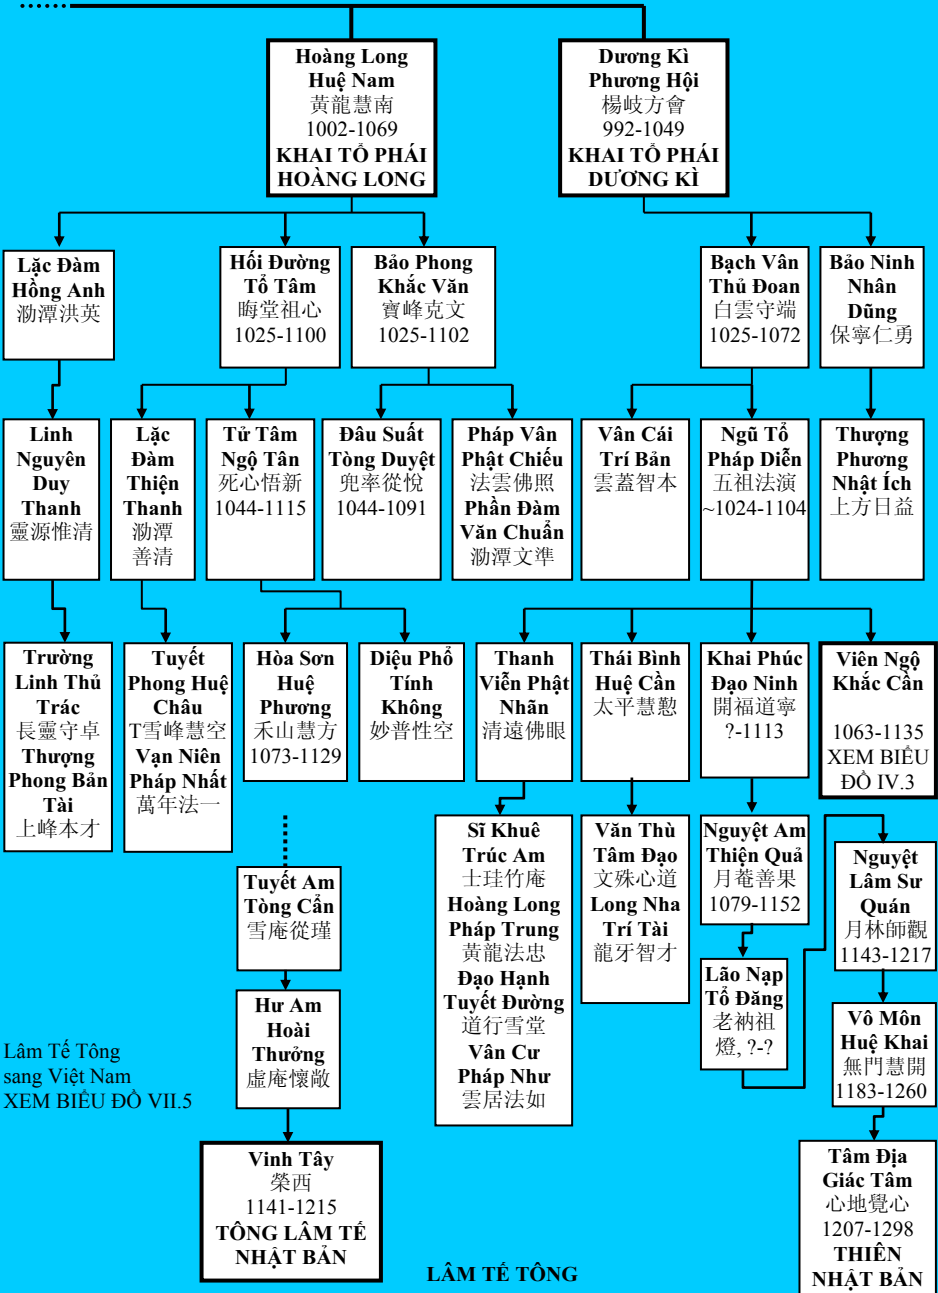 Hoàng Long
Huệ Nam
黃龍慧南
1002-1069
KHAI TỔ PHÁI
HOÀNG LONG
Dương Kì
Phương Hội
楊岐方會
992-1049
KHAI TỔ PHÁI
DƯƠNG KÌ
Lặc Đàm
Hồng Anh
泐潭洪英
Hối Đường
Tổ Tâm
晦堂祖心
1025-1100
Bảo Phong
Khắc Văn
寶峰克文
1025-1102
Bạch Vân
Thủ Đoan
白雲守端
1025-1072
Bảo Ninh
Nhân
Dũng
保寧仁勇
Linh
Nguyên
Duy
Thanh
靈源惟清
Lặc
Đàm
Thiện
Thanh
泐潭
善清
Tử Tâm
Ngộ Tân
死心悟新
1044-1115
Đâu Suất
Tòng Duyệt
兜率從悅
1044-1091
Pháp Vân
Phật Chiếu
法雲佛照
Phần Đàm
Văn Chuẩn
泐潭文準
Vân Cái
Trí Bản
雲蓋智本
Ngũ Tổ
Pháp Diễn
五祖法演
~1024-1104
Thượng
Phương
Nhật Ích
上方日益
Trường
Linh Thủ
Trác
長靈守卓
Thượng
Phong Bản
Tài
上峰本才
Tuyết
Phong Huệ
Châu
T雪峰慧空
Vạn Niên
Pháp Nhất
萬年法一
Hòa Sơn
Huệ
Phương
禾山慧方
1073-1129
Diệu Phổ
Tính
Không
妙普性空
Thanh
Viễn Phật
Nhãn
清遠佛眼
Thái Bình
Huệ Cần
太平慧懃
Khai Phúc
Đạo Ninh
開福道寧
?-1113
Viên Ngộ
Khắc Cần
1063-1135
XEM BIỂU
ĐỒ IV.3
Tuyết Am
Tòng Cẩn
雪庵從瑾
Sĩ Khuê
Trúc Am
士珪竹庵
Hoàng Long
Pháp Trung
黃龍法忠
Đạo Hạnh
Tuyết Đường
道行雪堂
Vân Cư
Pháp Như
雲居法如
Văn Thù
Tâm Đạo
文殊心道
Long Nha
Trí Tài
龍牙智才
Nguyệt Am
Thiện Quả
月菴善果
1079-1152
Nguyệt
Lâm Sư
Quán
月林師觀
1143-1217
Lão Nạp
Tổ Đăng
老衲祖
燈, ?-?
Hư Am
Hoài
Thưởng
虛庵懷敞
Vô Môn
Huệ Khai
無門慧開
1183-1260
Lâm Tế Tông
sang Việt Nam
XEM BIỂU ĐỒ VII.5
Vinh Tây
榮西
1141-1215
TÔNG LÂM TẾ
NHẬT BẢN
Tâm Địa
Giác Tâm
心地覺心
1207-1298
THIỀN
NHẬT BẢN
LÂM TẾ TÔNG